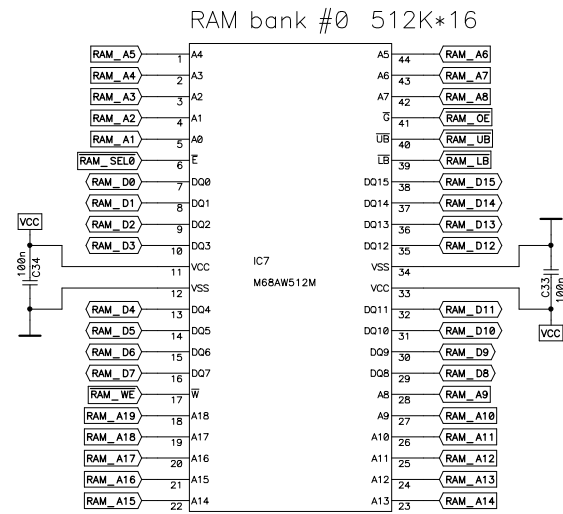 RAM bank #0 512K*16
RAM_A5 1 A4 A5 44 RAM_A6
RAM_A4 2 A3 A6 43 RAM_A7
RAM_A3 3 A2 A7 42 RAM_A8
RAM_A2 4 A1 G 41 RAM_OE
RAM_A1 5 A0 UB 40 RAM_UB
RAM_SEL0 6 E LB 39 RAM_LB
RAM_D0 7 DQ0 DQ15 38 RAM_D15
RAM_D1 8 DQ1 DQ14 37 RAM_D14
RAM_D2 9 DQ2 DQ13 36 RAM_D13
RAM_D3 10 DQ3 DQ12 35 RAM_D12
VCC
100n
C34
11 VCC IC7 VSS 34
12 VSS M68AW512M VCC 33
C33
100n
VCC
RAM_D4 13 DQ4 DQ11 32 RAM_D11
RAM_D5 14 DQ5 DQ10 31 RAM_D10
RAM_D6 15 DQ6 DQ9 30 RAM_D9
RAM_D7 16 DQ7 DQ8 29 RAM_D8
RAM_WE 17 W A8 28 RAM_A9
RAM_A19 18 A18 A9 27 RAM_A10
RAM_A18 19 A17 A10 26 RAM_A11
RAM_A17 20 A16 A11 25 RAM_A12
RAM_A16 21 A15 A12 24 RAM_A13
RAM_A15 22 A14 A13 23 RAM_A14